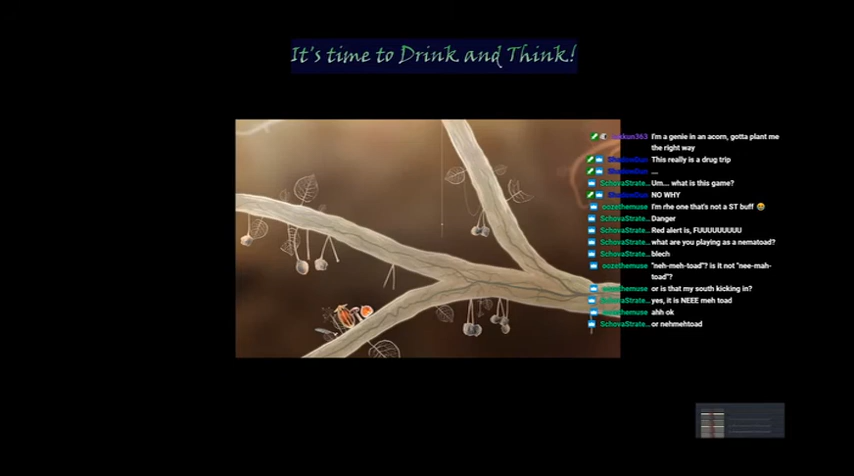 It's time to Drink and Think!
I'm a genie in an acorn, gotta plant me
the right way
This really is a drug trip
....
SchovaStrate... Um... what is this game?
NO WHY
oozethemuse I'm rhe one that's not a ST buff 😢
SchovaStrate... Danger
SchovaStrate... Red alert is, FUUUUUUUUU
SchovaStrate... what are you playing as a nematoad?
SchovaStrate... blech
oozethemuse "neh-meh-toad"? is it not "nee-mah-
toad"?
oozethemuse or is that my south kicking in?
SchovaStrate... yes, it is NEEE meh toad
oozethemuse ahh ok
SchovaStrate... or nehmehtoad